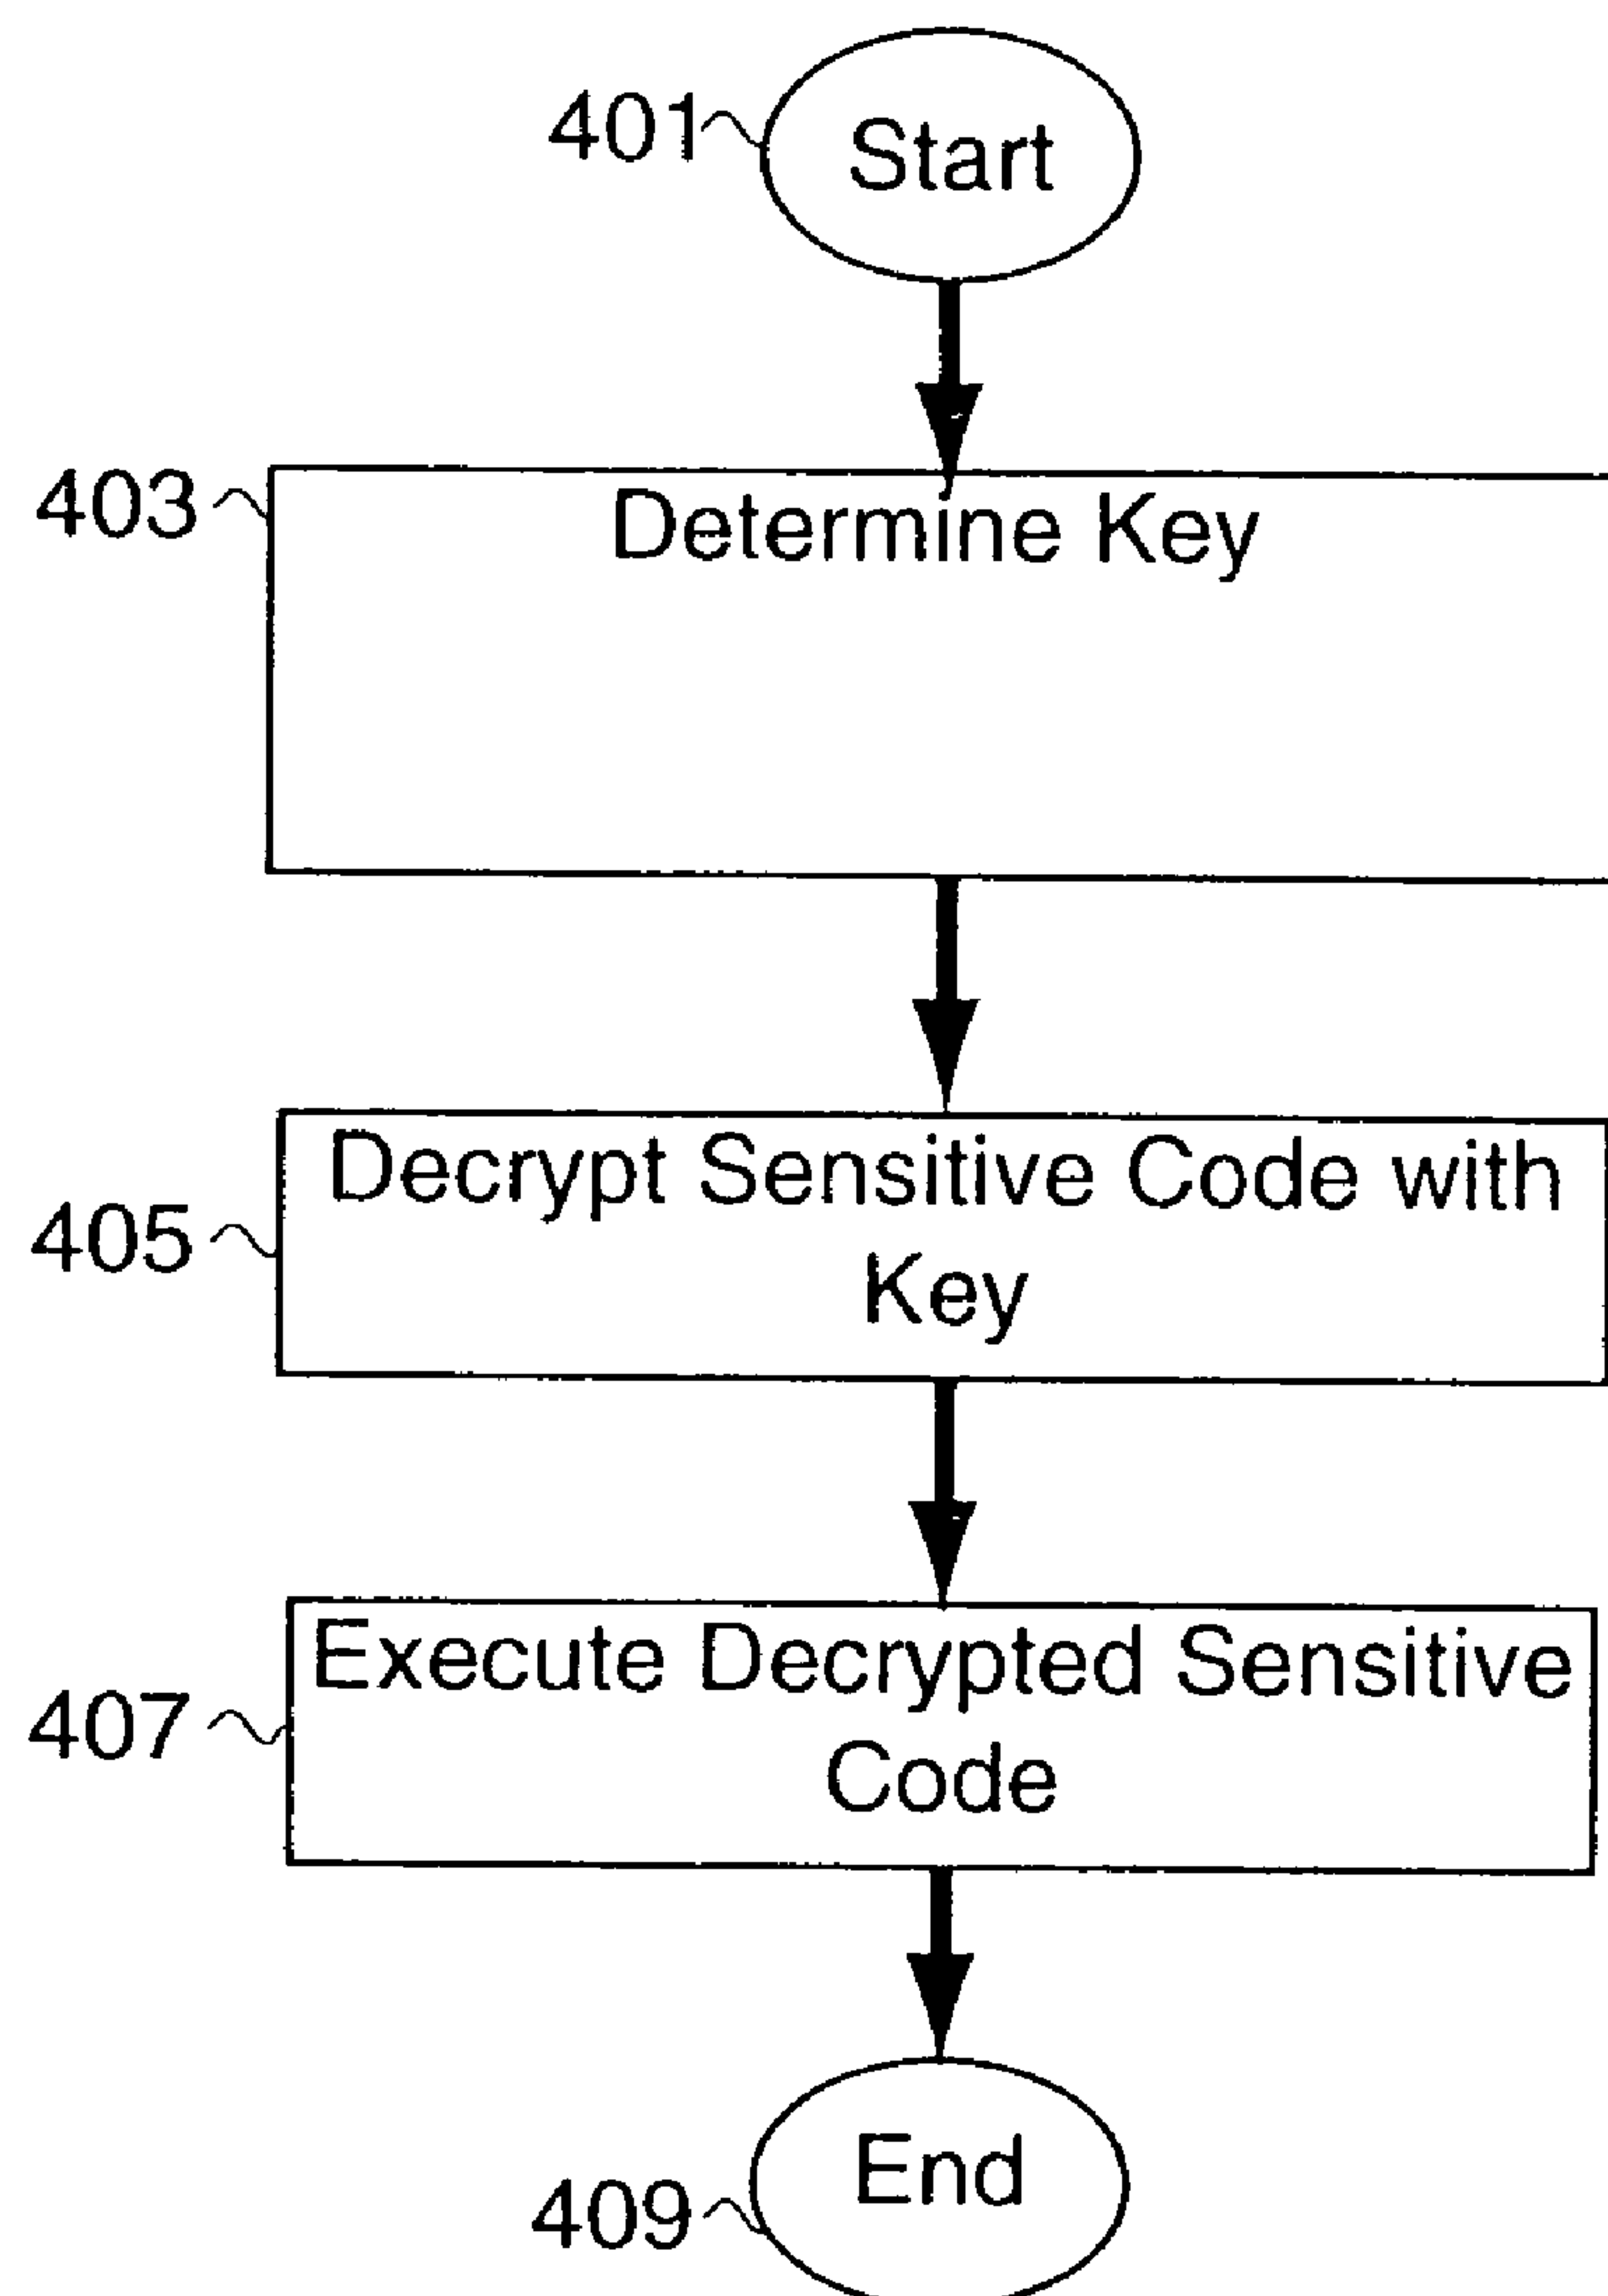 401
Start
403
Determine Key
405
Decrypt Sensitive Code with
Key
407
Execute Decrypted Sensitive
Code
409
End